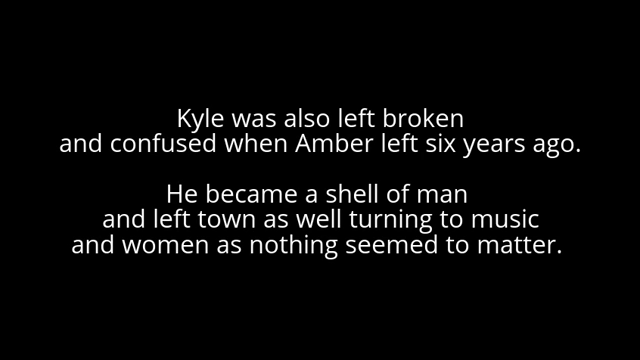 Kyle was also left broken
and confused when Amber left six years ago.
He became a shell of man
and left town as well turning to music
and women as nothing seemed to matter.